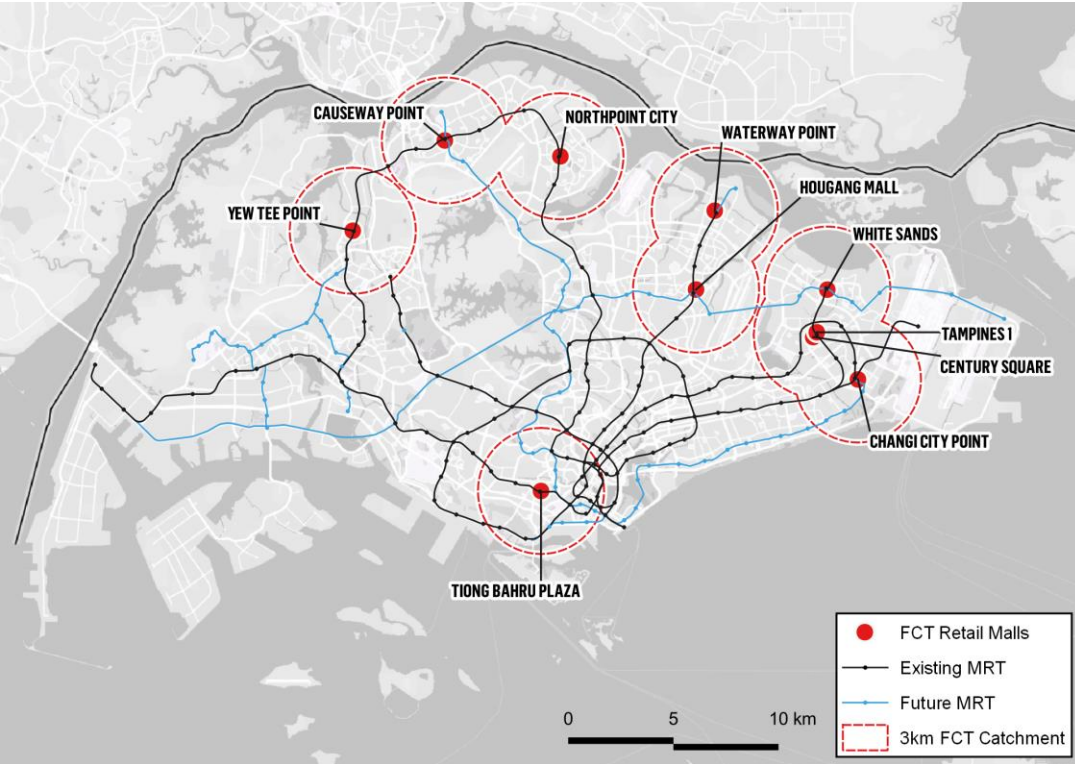 CAUSEWAY POINT
NORTHPOINT CITY
WATERWAY POINT
HOUGANG MALL
YEW TEE POINT
WHITE SANDS
TAMPINES 1
CENTURY SQUARE
CHANGI CITY POINT
TIONG BAHRU PLAZA
FCT Retail Malls
Existing MRT
Future MRT
3km FCT Catchment
0 5 10 km